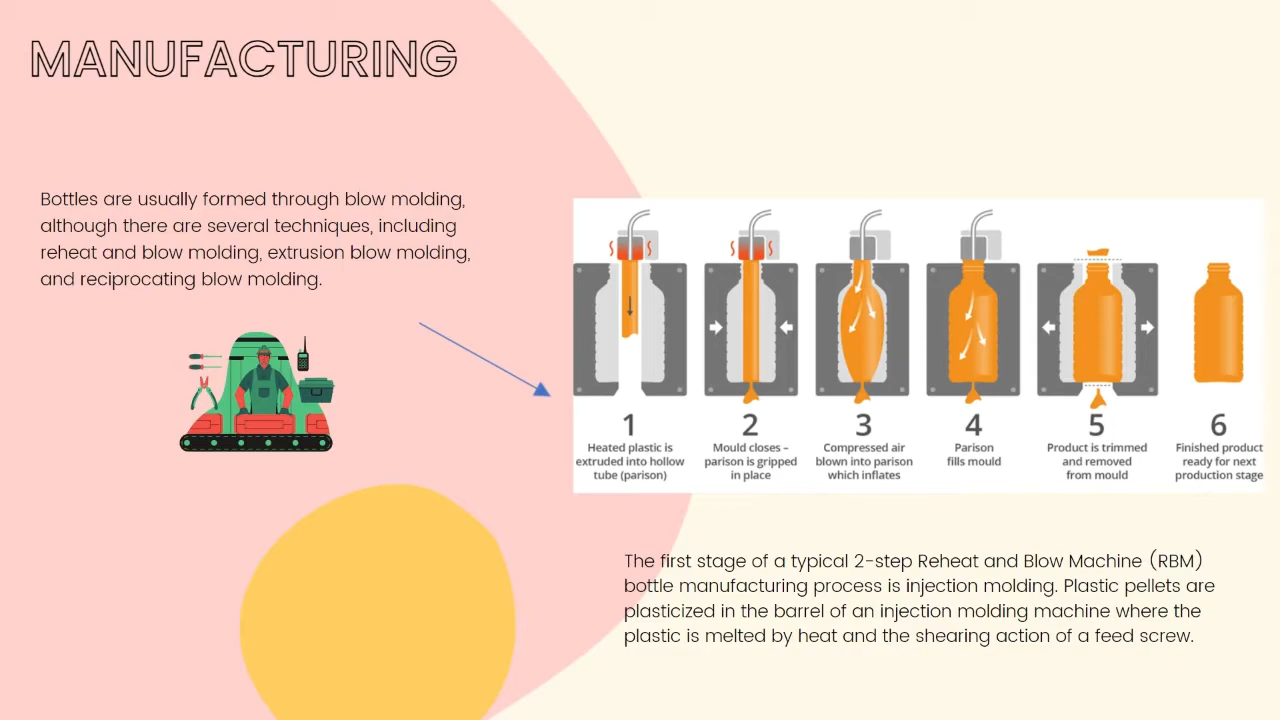 MANUFACTURING
Bottles are usually formed through blow molding,
although there are several techniques, including
reheat and blow molding, extrusion blow molding,
and reciprocating blow molding.
1
Heated plastic is
extruded into hollow
tube (parison)
2
Mould closes –
parison is gripped
in place
3
Compressed air
blown into parison
which inflates
4
Parison
fills mould
5
Product is trimmed
and removed
from mould
6
Finished product
ready for next
production stage
The first stage of a typical 2-step Reheat and Blow Machine (RBM)
bottle manufacturing process is injection molding. Plastic pellets are
plasticized in the barrel of an injection molding machine where the
plastic is melted by heat and the shearing action of a feed screw.